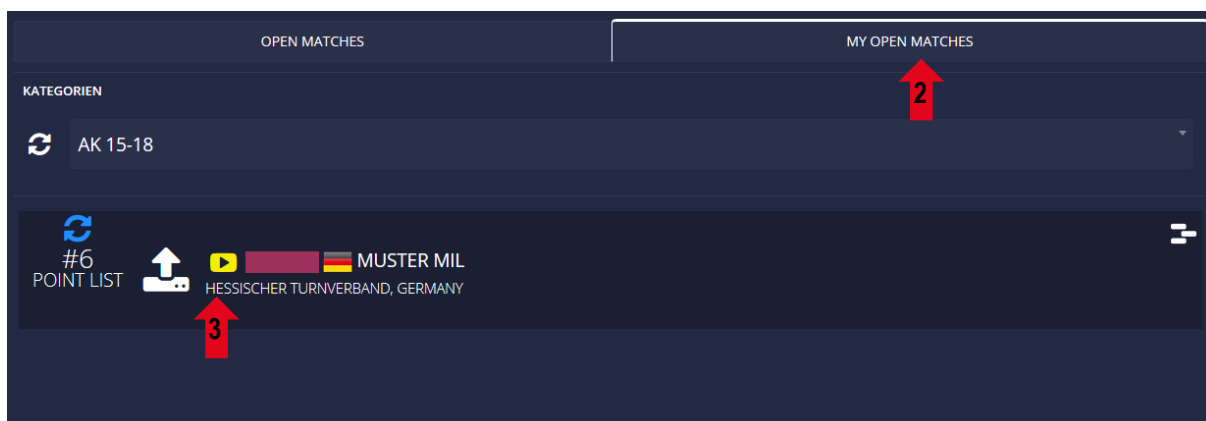 OPEN MATCHES
MY OPEN MATCHES
2
KATEGORIEN
AK 15-18
#6
POINT LIST
MUSTER MIL
HESSISCHER TURNVERBAND, GERMANY
3